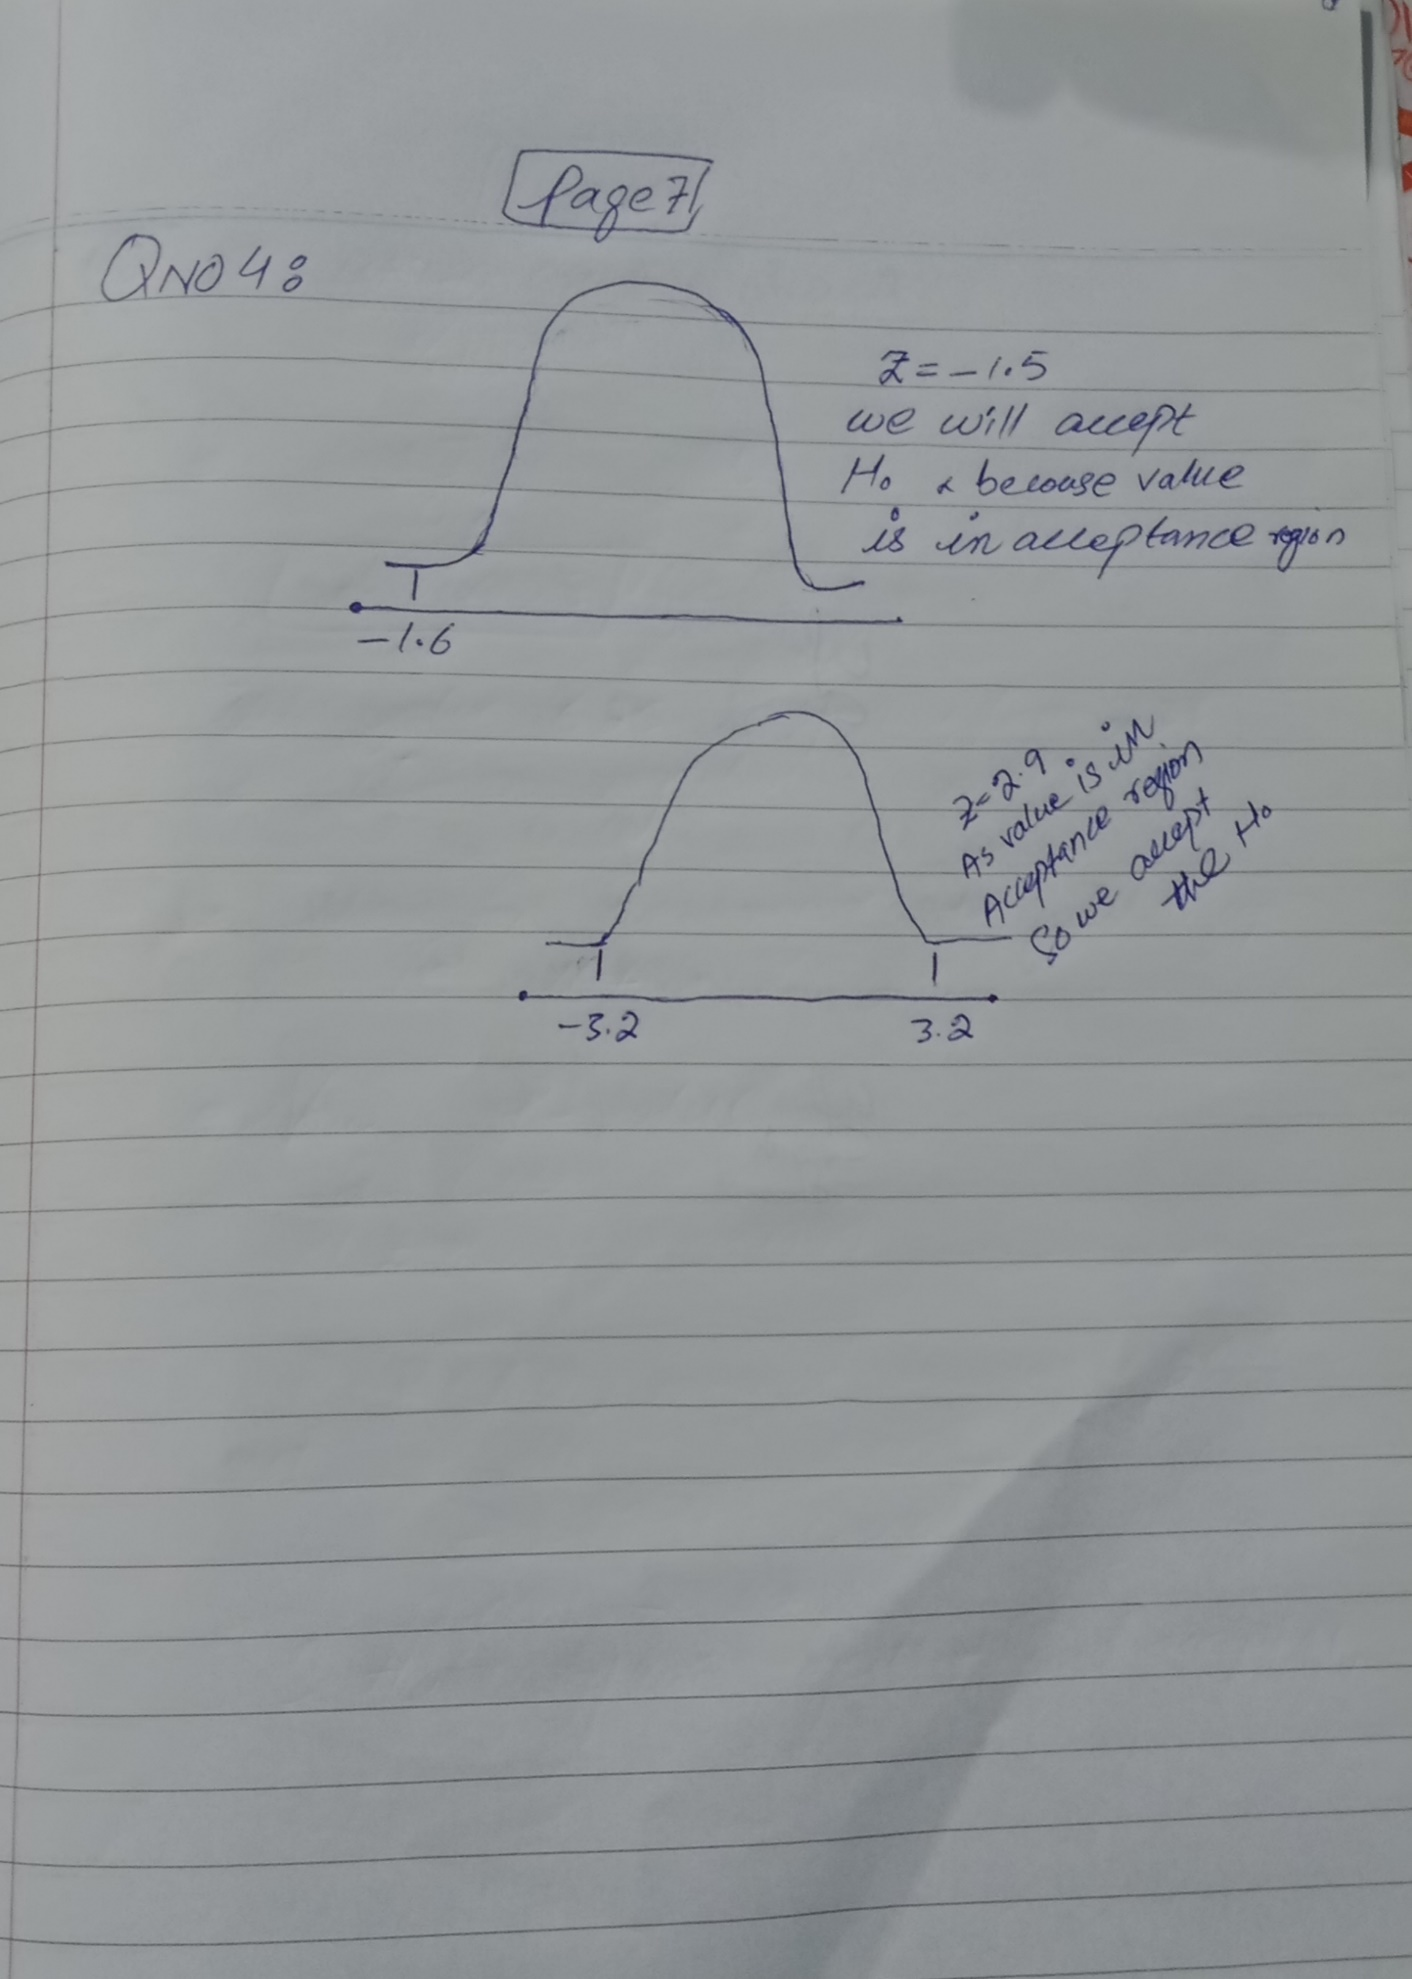 Page 7
QNO 4:
Z = -1.5
we will accept
H₀ & because value
is in acceptance region
-1.6
Z= 2.9
As value is in
Acceptance region
So we accept
the H₀
-3.2 3.2